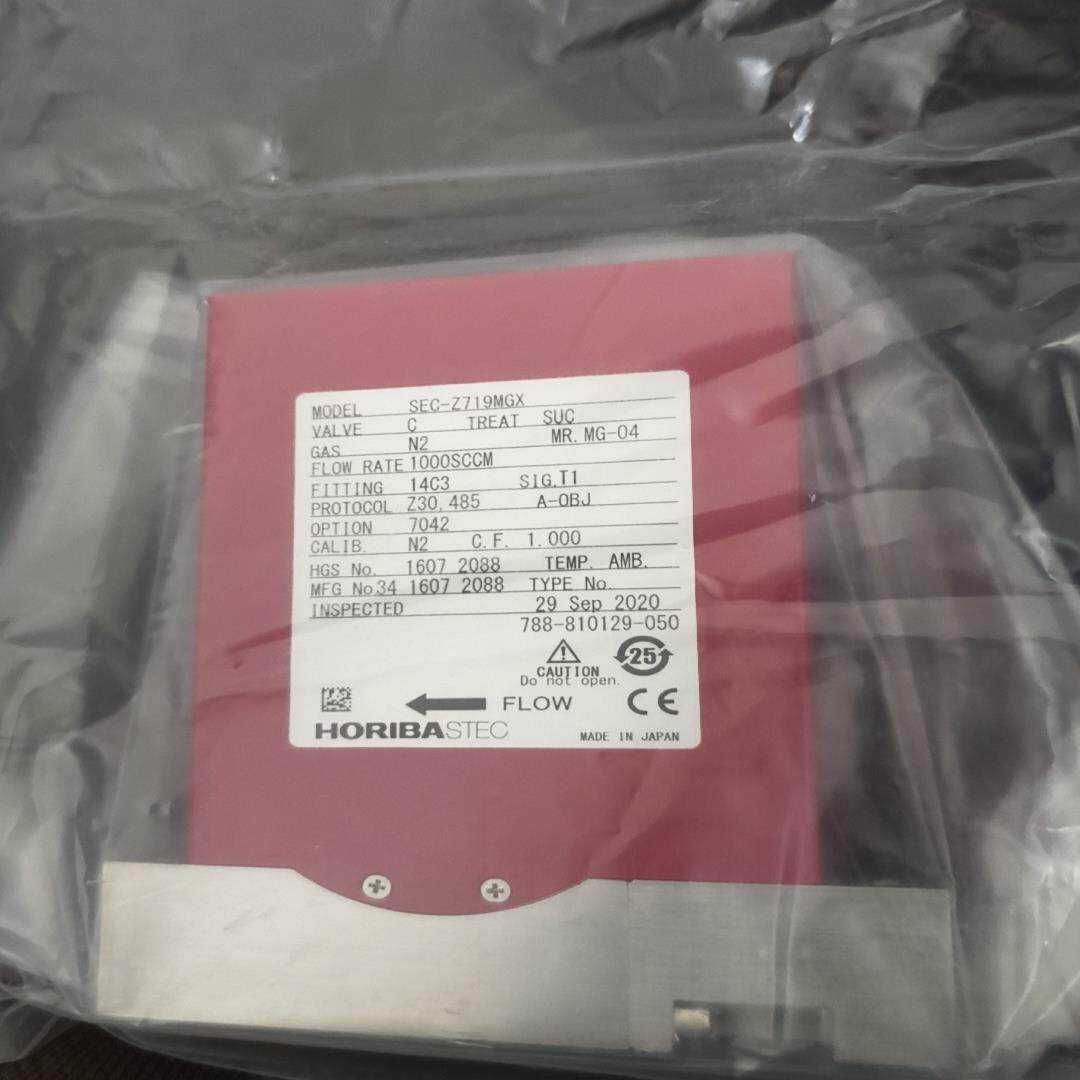 MODEL SEC-Z719MGX
VALVE C TREAT SUC
GAS N2 MR. MG-04
FLOW RATE 1000SCCM
FITTING 14C3 SIG. T1
PROTOCOL Z30, 485 A-OBJ
OPTION 7042
CALIB. N2 C.F. 1.000
HGS No. 1607 2088 TEMP. AMB.
MFG No.34 1607 2088 TYPE No.
INSPECTED 29 Sep 2020
788-810129-050
CAUTION
Do not open.
25
FLOW
CE
HORIBASTEC
MADE IN JAPAN